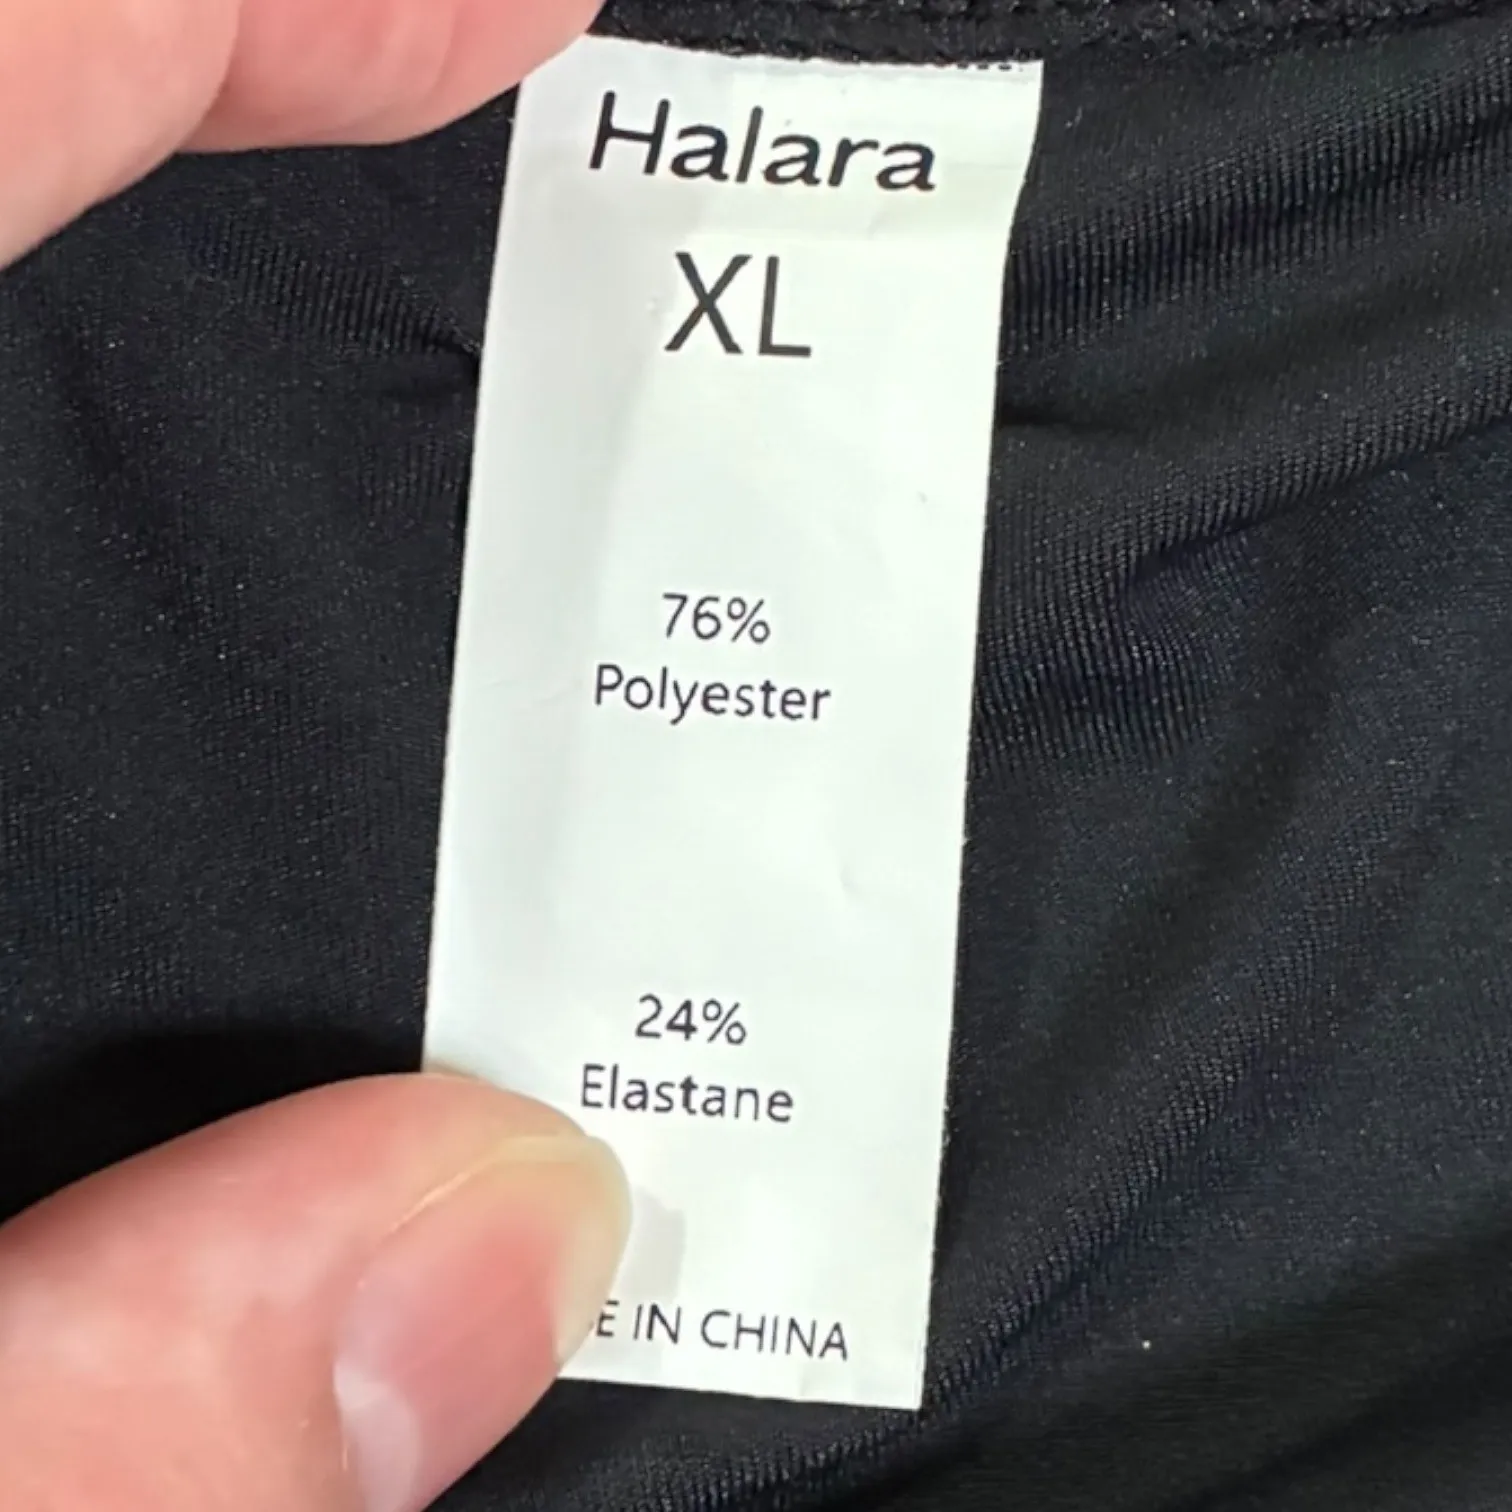 Halara
XL
76%
Polyester
24%
Elastane
IN CHINA